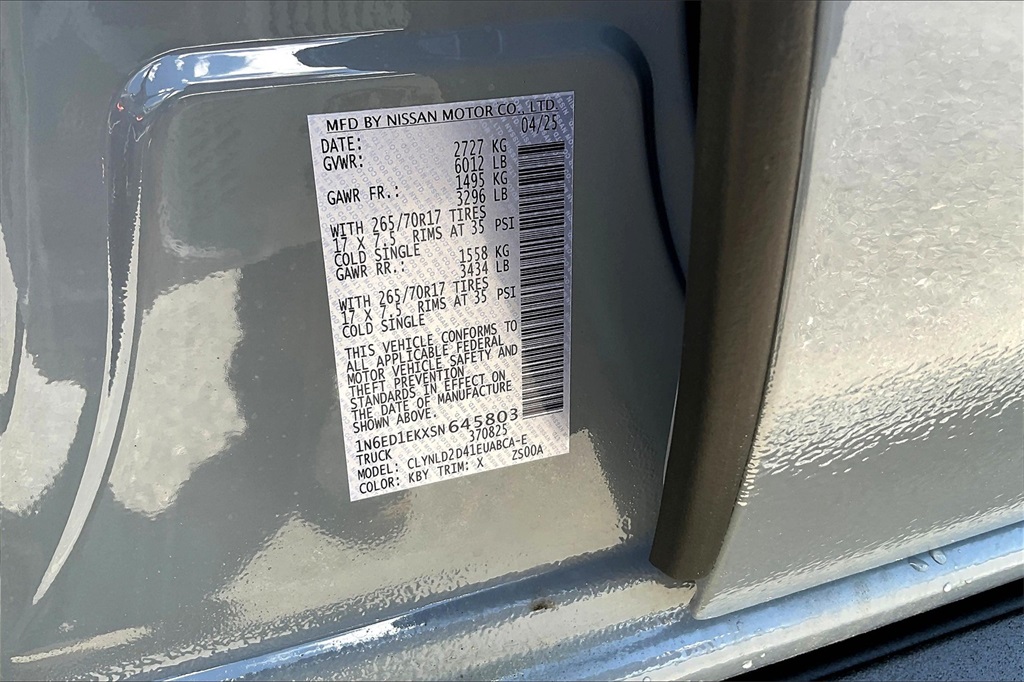 MFD BY NISSAN MOTOR CO., LTD.
DATE: 04/25
GVWR: 2727 KG
6012 LB
GAWR FR.: 1495 KG
3296 LB
WITH 265/70R17 TIRES
17 X 7.5 RIMS AT 35 PSI
COLD SINGLE
GAWR RR.: 1558 KG
3434 LB
WITH 265/70R17 TIRES
17 X 7.5 RIMS AT 35 PSI
COLD SINGLE
THIS VEHICLE CONFORMS TO
ALL APPLICABLE FEDERAL
MOTOR VEHICLE SAFETY AND
THEFT PREVENTION
STANDARDS IN EFFECT ON
THE DATE OF MANUFACTURE
SHOWN ABOVE.
1N6ED1EKXSN645803
TRUCK 370825
MODEL: CLYNLD2D41EUABCA-E
COLOR: KBY TRIM: X ZS00A